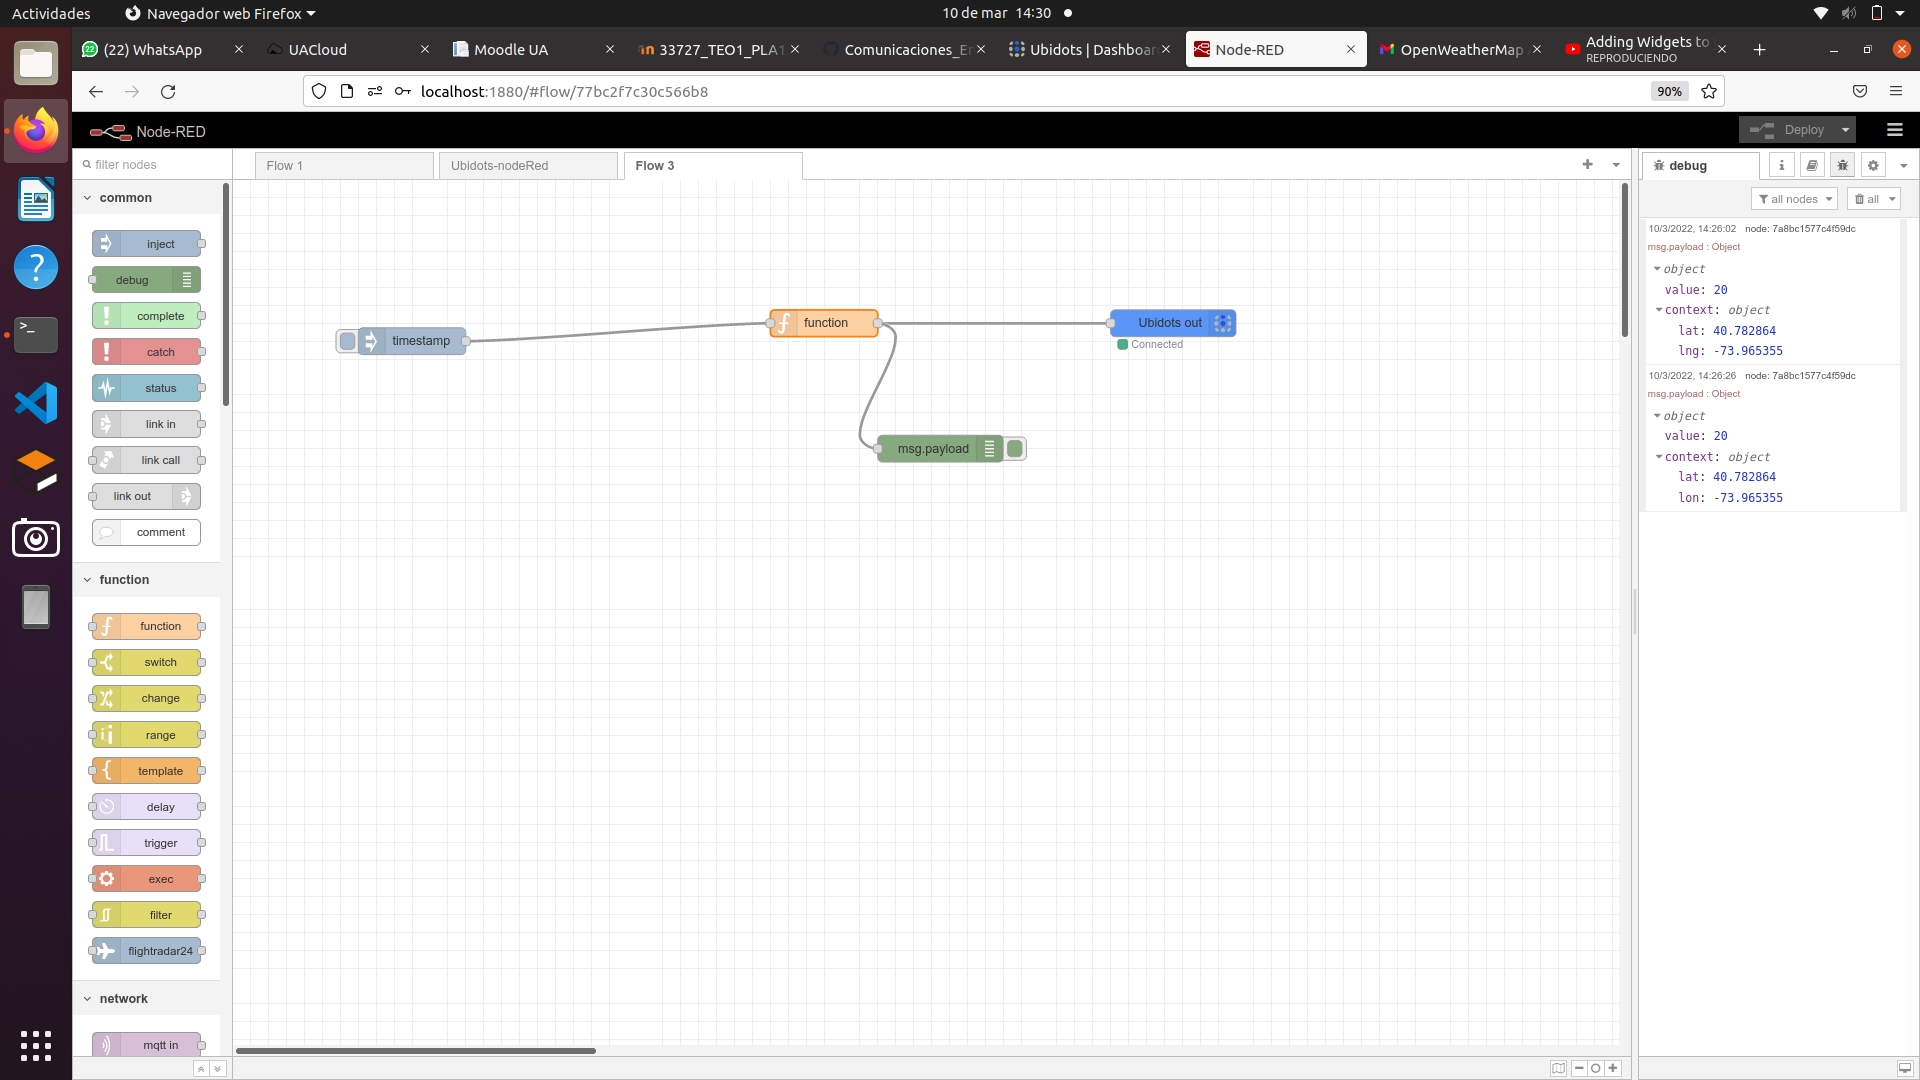 Actividades
Navegador web Firefox
10 de mar 14:30
(22) WhatsApp
UACloud
Moodle UA
33727_TEO1_PLA1
Comunicaciones_En
Ubidots | Dashboar
Node-RED
OpenWeatherMap
Adding Widgets to
REPRODUCIENDO
localhost:1880/#flow/77bc2f7c30c566b8
90%
Node-RED
Deploy
filter nodes
Flow 1
Ubidots-nodeRed
Flow 3
debug
all nodes
all
common
inject
debug
complete
catch
status
link in
link call
link out
comment
function
function
switch
change
range
template
delay
trigger
exec
filter
flightradar24
network
mqtt in
timestamp
function
Ubidots out
Connected
msg.payload
10/3/2022, 14:26:02 node: 7a8bc1577c4f59dc
msg.payload : Object
object
value: 20
context: object
lat: 40.782864
lng: -73.965355
10/3/2022, 14:26:26 node: 7a8bc1577c4f59dc
msg.payload : Object
object
value: 20
context: object
lat: 40.782864
lon: -73.965355